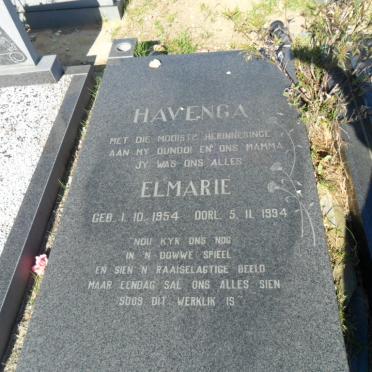 HAVENGA
MET DIE MOOISTE HERINNERINGE
AAN MY OUNOOI EN ONS MAMMA
JY WAS ONS ALLES
ELMARIE
GEB. 1. 10. 1954 OORL. 5. 11. 1994
"NOU KYK ONS NOG
IN 'N DOWWE SPIEËL
EN SIEN 'N RAAISELAGTIGE BEELD
MAAR EENDAG SAL ONS ALLES SIEN
SOOS DIT WERKLIK IS"